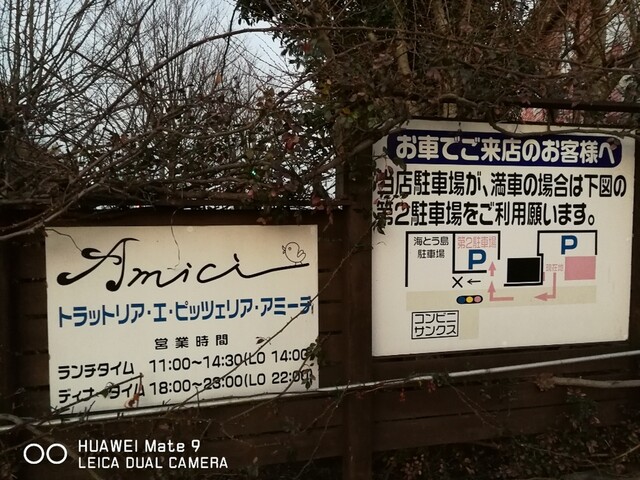 Amici
トラットリア・エ・ピッツェリア・アミーチ
営業時間
ランチタイム 11:00〜14:30(LO 14:00)
ディナータイム 18:00〜23:00(LO 22:00)
お車でご来店のお客様へ
当店駐車場が、満車の場合は下図の
第2駐車場をご利用願います。
海とう島
駐車場
第2駐車場
P
P
現在地
×←
コンビニ
サンクス
HUAWEI Mate 9
LEICA DUAL CAMERA